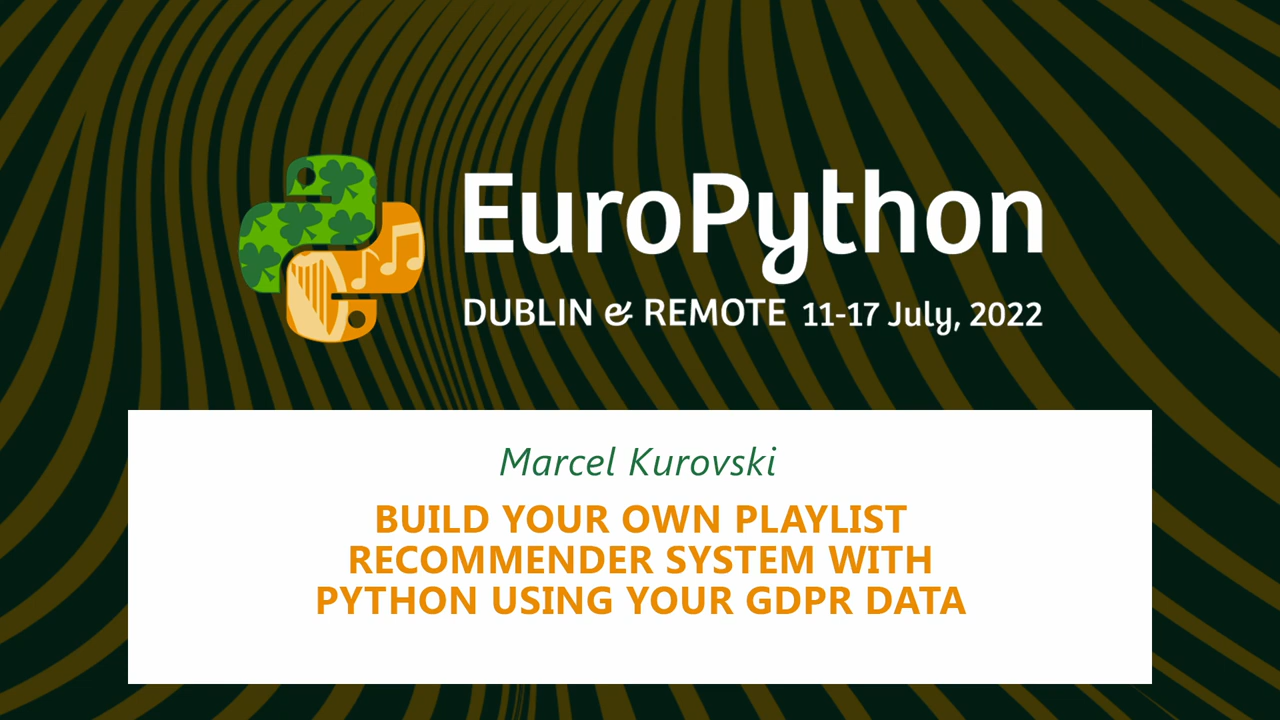 EuroPython
DUBLIN & REMOTE 11-17 July, 2022
Marcel Kurovski
BUILD YOUR OWN PLAYLIST
RECOMMENDER SYSTEM WITH
PYTHON USING YOUR GDPR DATA